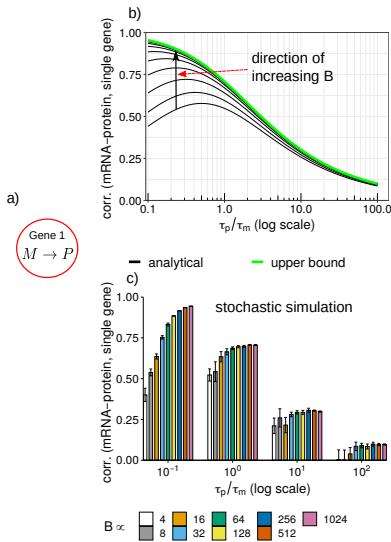 a)
Gene 1
M → P
b)
corr. (mRNA−protein, single gene)
1.00
0.75
0.50
0.25
0.00
direction of
increasing B
0.1
1.0
10.0
100.0
τp/τm (log scale)
analytical
upper bound
c)
stochastic simulation
corr. (mRNA−protein, single gene)
1.00
0.75
0.50
0.25
0.00
10⁻¹
10⁰
10¹
10²
τp/τm (log scale)
B ∝
4
16
64
256
1024
8
32
128
512